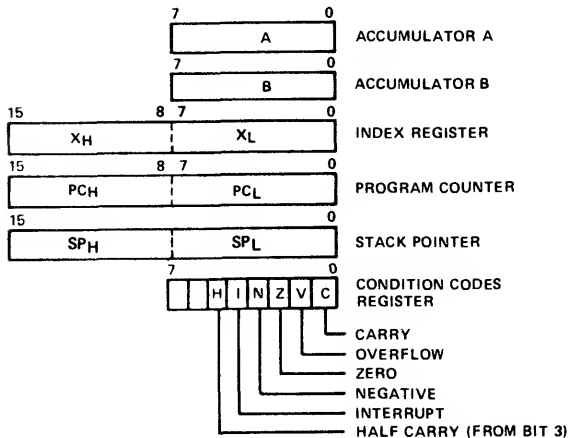 7 0
A ACCUMULATOR A
7 0
B ACCUMULATOR B
15 8 7 0
XH XL INDEX REGISTER
15 8 7 0
PCH PCL PROGRAM COUNTER
15 0
SPH SPL STACK POINTER
7 0
H I N Z V C CONDITION CODES
REGISTER
CARRY
OVERFLOW
ZERO
NEGATIVE
INTERRUPT
HALF CARRY (FROM BIT 3)